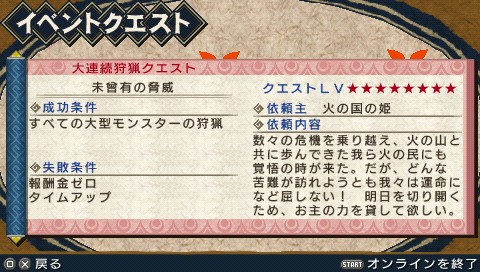 イベントクエスト
大連続狩猟クエスト
未曾有の脅威
◈成功条件
すべての大型モンスターの狩猟
◈失敗条件
報酬金ゼロ
タイムアップ
クエストＬＶ★★★★★★★★
◈依頼主 火の国の姫
◈依頼内容
数々の危機を乗り越え、火の山と
共に歩んできた我ら火の民にも
覚悟の時が来た。だが、どんな
苦難が訪れようとも我々は運命に
など屈しない！ 明日を切り開く
ため、お主の力を貸して欲しい。
□×戻る
START オンラインを終了